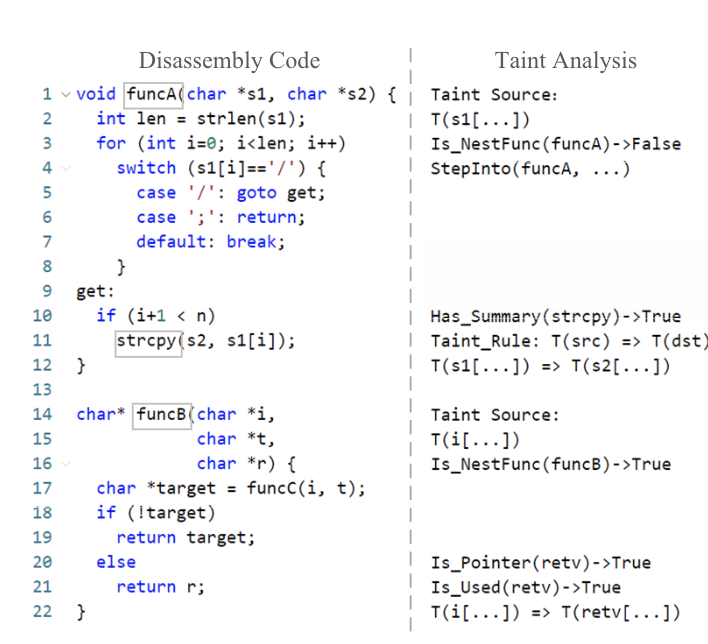 Disassembly Code Taint Analysis
1 void funcA(char *s1, char *s2) { Taint Source:
2 int len = strlen(s1); T(s1[...])
3 for (int i=0; i<len; i++) Is_NestFunc(funcA)->False
4 switch (s1[i]=='/') { StepInto(funcA, ...)
5 case '/': goto get;
6 case ';': return;
7 default: break;
8 }
9 get:
10 if (i+1 < n) Has_Summary(strcpy)->True
11 strcpy(s2, s1[i]); Taint_Rule: T(src) => T(dst)
12 } T(s1[...]) => T(s2[...])
13
14 char* funcB(char *i, Taint Source:
15 char *t, T(i[...])
16 char *r) { Is_NestFunc(funcB)->True
17 char *target = funcC(i, t);
18 if (!target)
19 return target;
20 else Is_Pointer(retv)->True
21 return r; Is_Used(retv)->True
22 } T(i[...]) => T(retv[...])